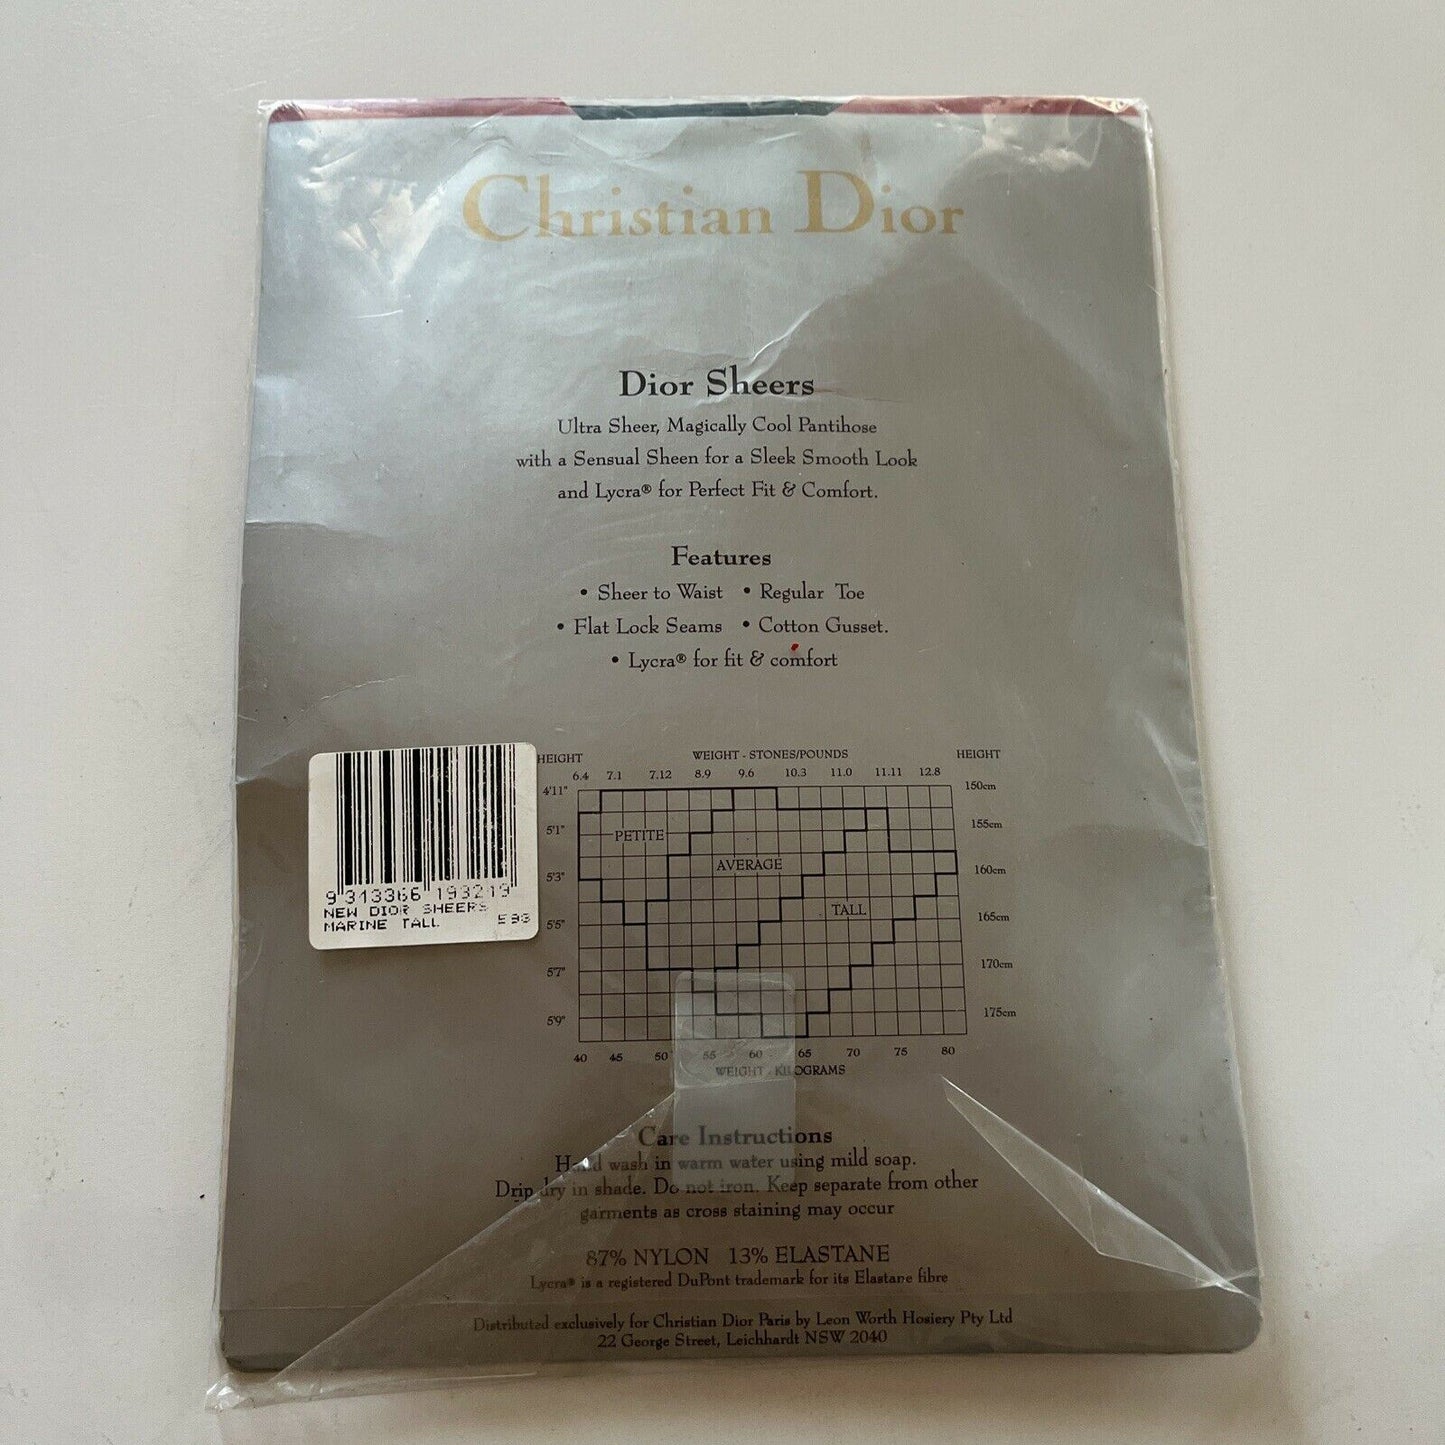 Christian Dior
Dior Sheers
Ultra Sheer, Magically Cool Pantihose
with a Sensual Sheen for a Sleek Smooth Look
and Lycra® for Perfect Fit & Comfort.
Features
• Sheer to Waist • Regular Toe
• Flat Lock Seams • Cotton Gusset.
• Lycra® for fit & comfort
HEIGHT WEIGHT - STONES/POUNDS HEIGHT
6.4 7.1 7.12 8.9 9.6 10.3 11.0 11.11 12.8
4'11" 150cm
5'1" 155cm
PETITE
AVERAGE
5'3" 160cm
TALL
5'5" 165cm
5'7" 170cm
5'9" 175cm
40 45 50 55 60 65 70 75 80
WEIGHT - KILOGRAMS
9 313366 193219
NEW DIOR SHEERS
MARINE TALL 593
Care Instructions
Hand wash in warm water using mild soap.
Drip dry in shade. Do not iron. Keep separate from other
garments as cross staining may occur
87% NYLON 13% ELASTANE
Lycra® is a registered DuPont trademark for its Elastane fibre
Distributed exclusively for Christian Dior Paris by Leon Worth Hosiery Pty Ltd
22 George Street, Leichhardt NSW 2040